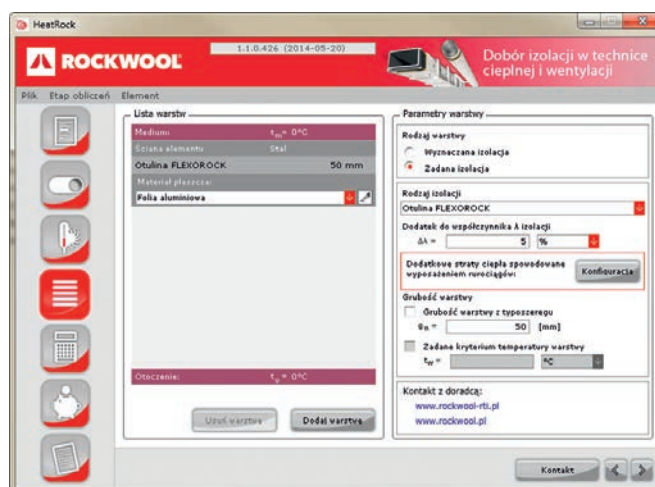 HeatRock
1.1.0.426 (2014-05-20)
ROCKWOOL
Dobór izolacji w technice
cieplnej i wentylacji
Plik Etap obliczeń Element
Lista warstw
Medium: tm= 0°C
Ściana elementu Stal
Otulina FLEXOROCK 50 mm
Materiał płaszcza:
Folia aluminiowa
Otoczenie: to= 0°C
Usuń warstwę Dodaj warstwę
Parametry warstwy
Rodzaj warstwy
Wyznaczana izolacja
Zadana izolacja
Rodzaj izolacji
Otulina FLEXOROCK
Dodatek do współczynnika λ izolacji
Δλ = 5 %
Dodatkowe straty ciepła spowodowane
wyposażeniem rurociągów: Konfiguracja
Grubość warstwy
Grubość warstwy z typoszeregu
gn = 50 [mm]
Zadane kryterium temperatury warstwy
tw = °C
Kontakt z doradcą:
www.rockwool-rti.pl
www.rockwool.pl
Kontakt